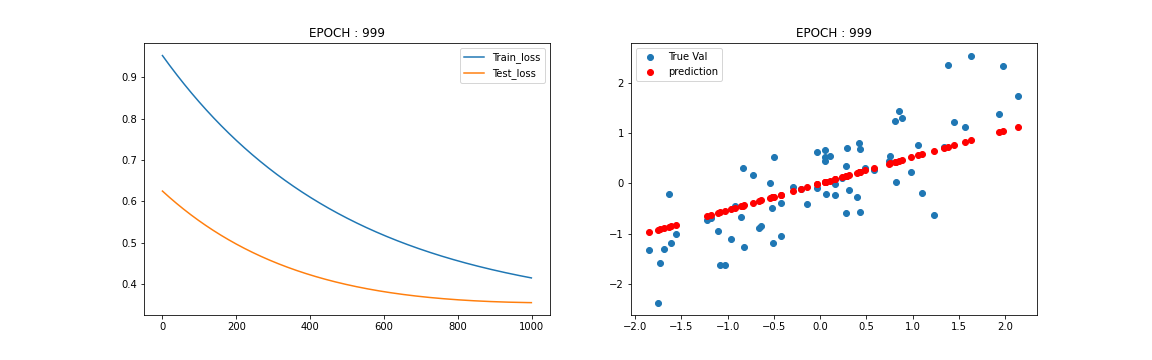 EPOCH : 999
Train_loss
Test_loss
0.9
0.8
0.7
0.6
0.5
0.4
0 200 400 600 800 1000
EPOCH : 999
True Val
prediction
2
1
0
−1
−2
−2.0 −1.5 −1.0 −0.5 0.0 0.5 1.0 1.5 2.0